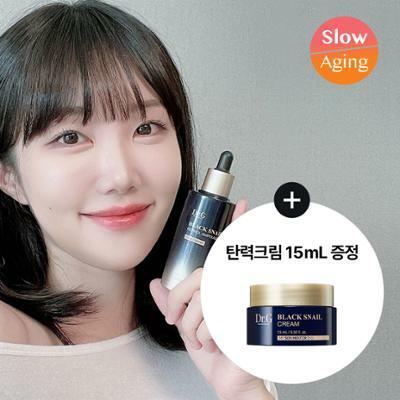 Slow
Aging
Dr.G
BLACK SNAIL
+
탄력크림 15mL 증정
Dr.G
BLACK SNAIL
CREAM